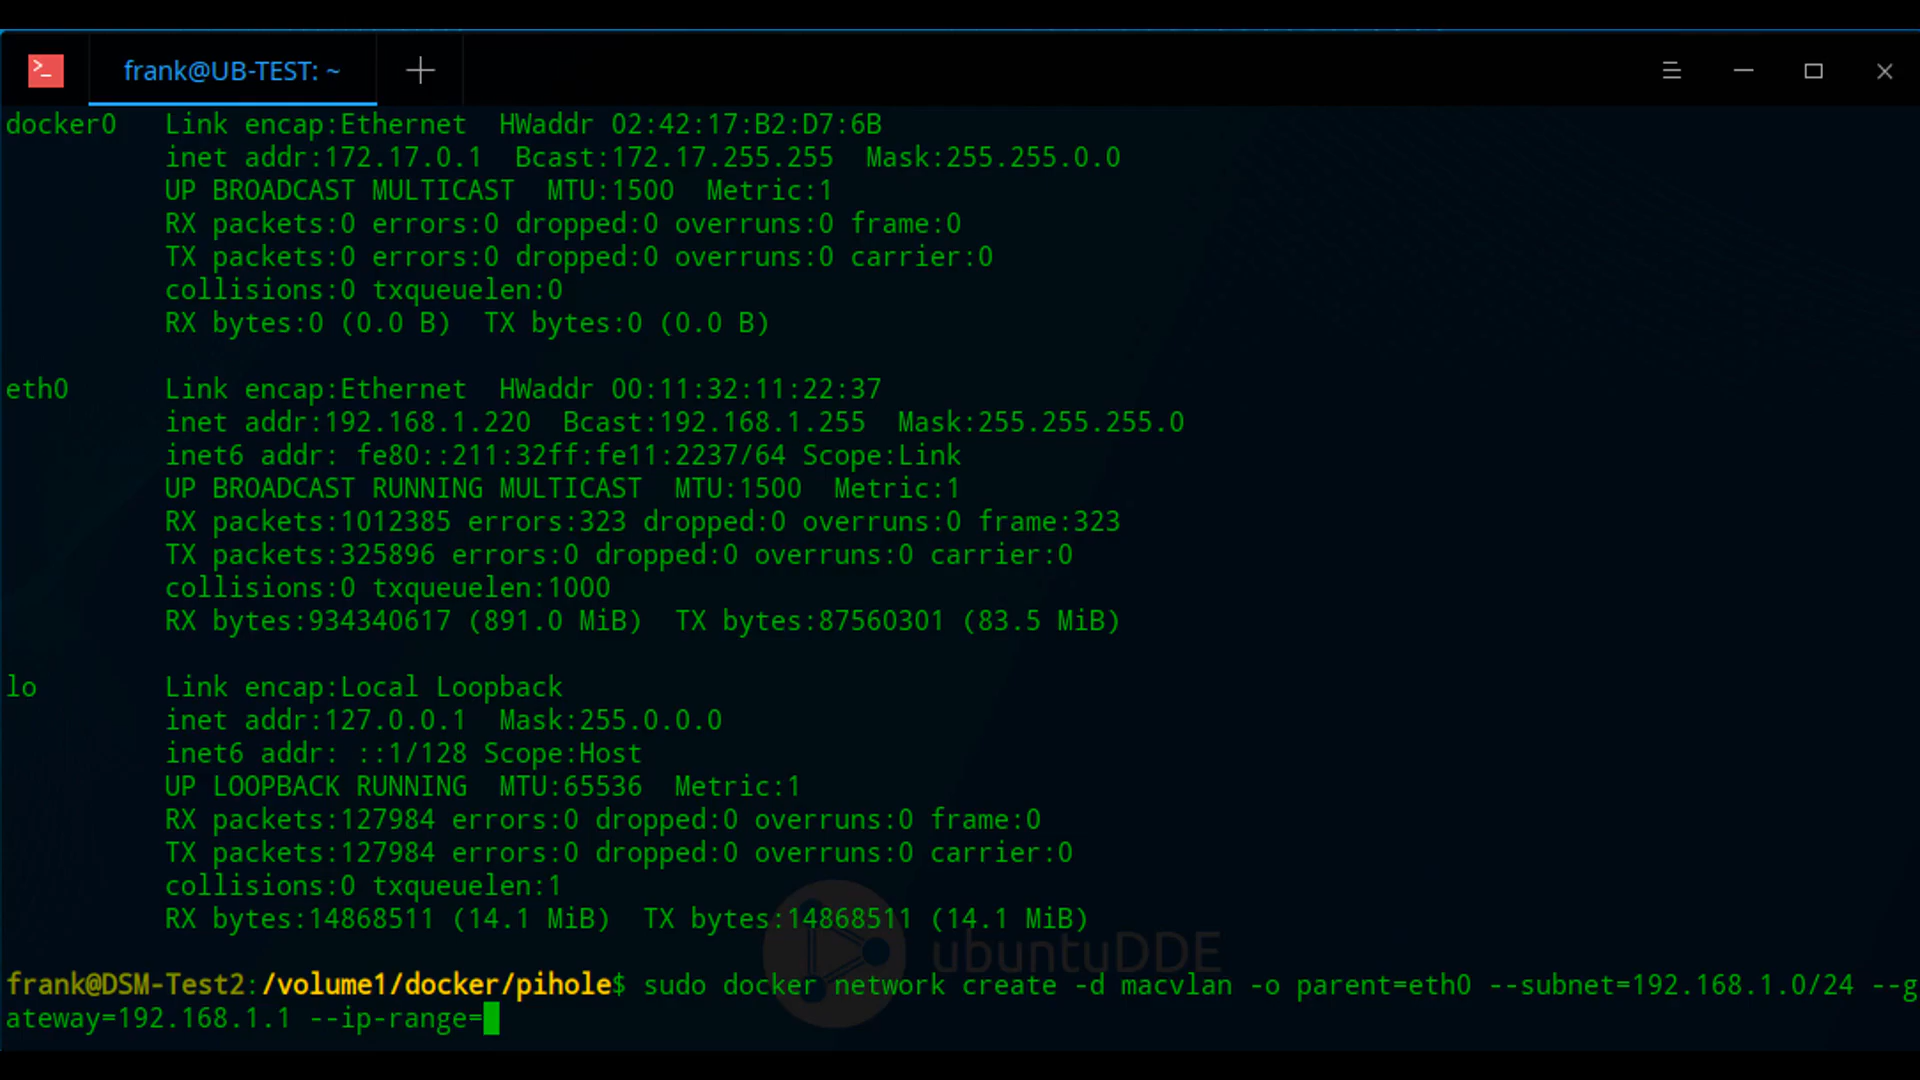 frank@UB-TEST: ~
docker0   Link encap:Ethernet  HWaddr 02:42:17:B2:D7:6B
          inet addr:172.17.0.1  Bcast:172.17.255.255  Mask:255.255.0.0
          UP BROADCAST MULTICAST  MTU:1500  Metric:1
          RX packets:0 errors:0 dropped:0 overruns:0 frame:0
          TX packets:0 errors:0 dropped:0 overruns:0 carrier:0
          collisions:0 txqueuelen:0
          RX bytes:0 (0.0 B)  TX bytes:0 (0.0 B)
eth0      Link encap:Ethernet  HWaddr 00:11:32:11:22:37
          inet addr:192.168.1.220  Bcast:192.168.1.255  Mask:255.255.255.0
          inet6 addr: fe80::211:32ff:fe11:2237/64 Scope:Link
          UP BROADCAST RUNNING MULTICAST  MTU:1500  Metric:1
          RX packets:1012385 errors:323 dropped:0 overruns:0 frame:323
          TX packets:325896 errors:0 dropped:0 overruns:0 carrier:0
          collisions:0 txqueuelen:1000
          RX bytes:934340617 (891.0 MiB)  TX bytes:87560301 (83.5 MiB)
lo        Link encap:Local Loopback
          inet addr:127.0.0.1  Mask:255.0.0.0
          inet6 addr: ::1/128 Scope:Host
          UP LOOPBACK RUNNING  MTU:65536  Metric:1
          RX packets:127984 errors:0 dropped:0 overruns:0 frame:0
          TX packets:127984 errors:0 dropped:0 overruns:0 carrier:0
          collisions:0 txqueuelen:1
          RX bytes:14868511 (14.1 MiB)  TX bytes:14868511 (14.1 MiB)
ubuntuDDE
frank@DSM-Test2:/volume1/docker/pihole$ sudo docker network create -d macvlan -o parent=eth0 --subnet=192.168.1.0/24 --g
ateway=192.168.1.1 --ip-range=